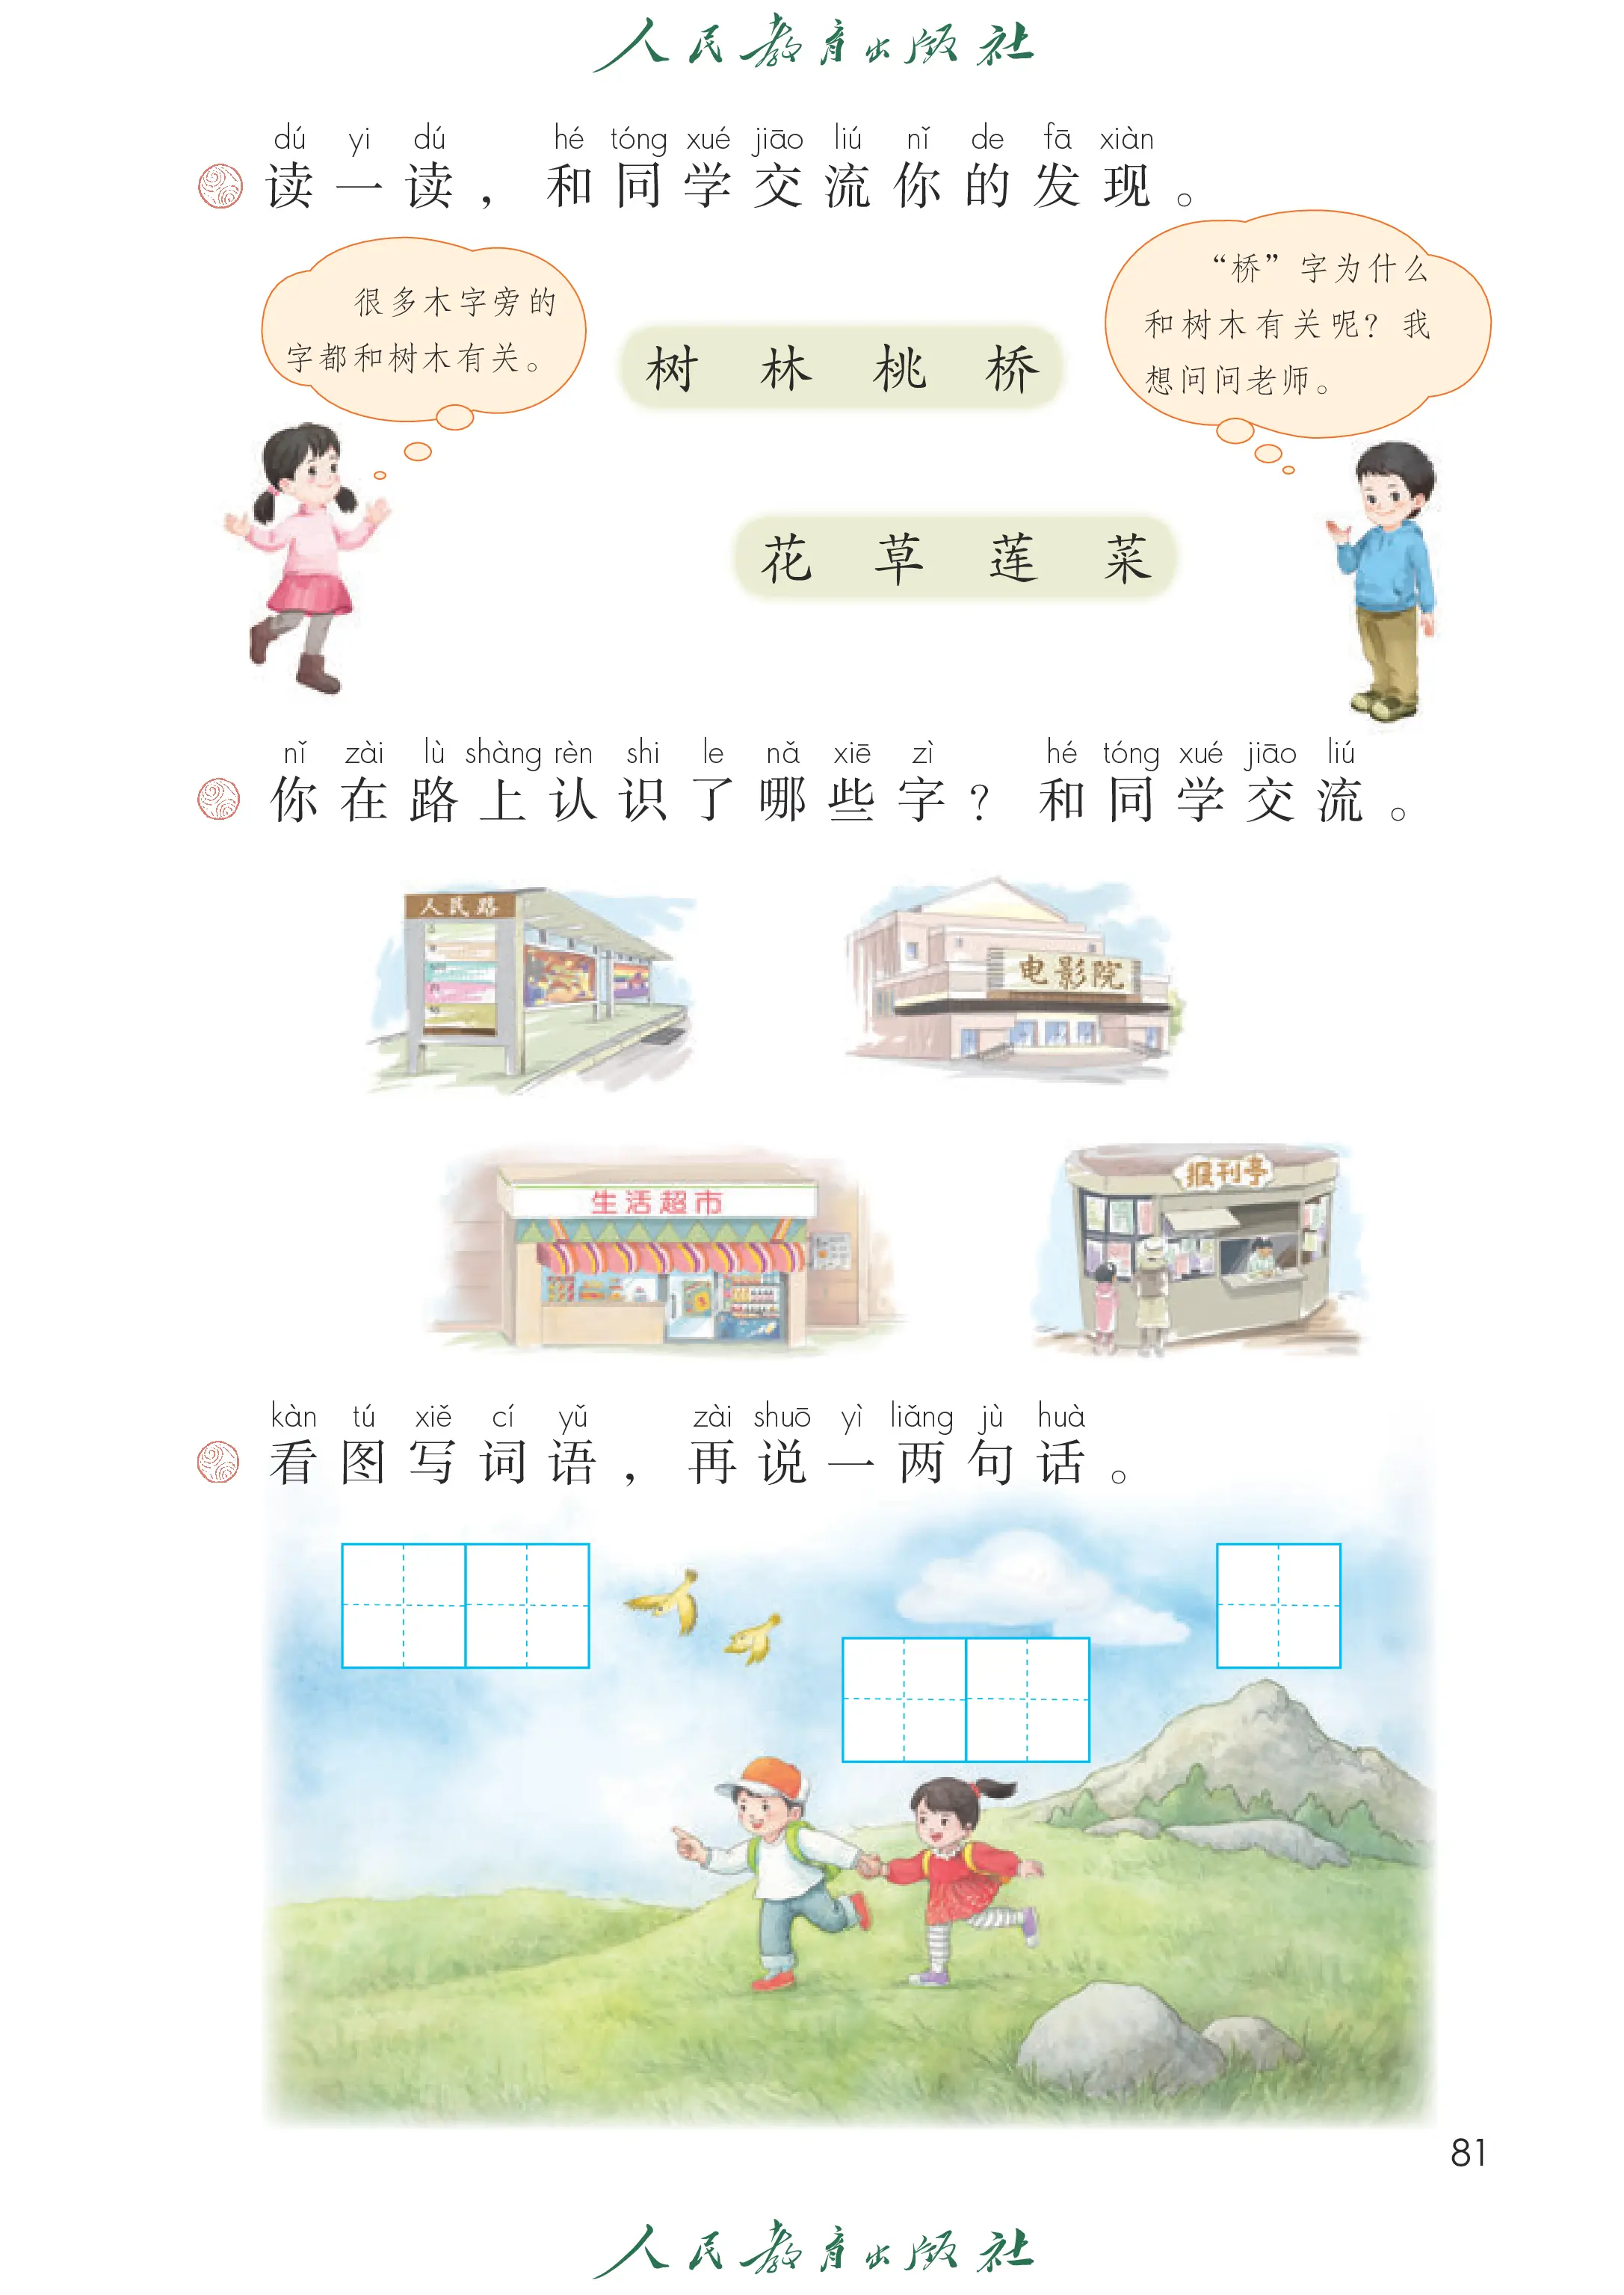 人民教育出版社
dú yi dú hé tóng xué jiāo liú nǐ de fā xiàn
读一读，和同学交流你的发现。
很多木字旁的
字都和树木有关。
“桥”字为什么
和树木有关呢？我
想问问老师。
树 林 桃 桥
花 草 莲 菜
nǐ zài lù shàng rèn shi le nǎ xiē zì hé tóng xué jiāo liú
你在路上认识了哪些字？和同学交流。
人民路
电影院
生活超市
报刊亭
kàn tú xiě cí yǔ zài shuō yì liǎng jù huà
看图写词语，再说一两句话。
81
人民教育出版社